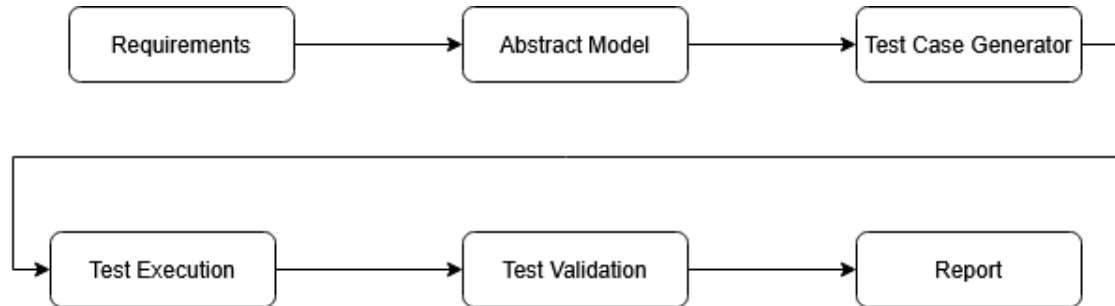 Requirements
Abstract Model
Test Case Generator
Test Execution
Test Validation
Report